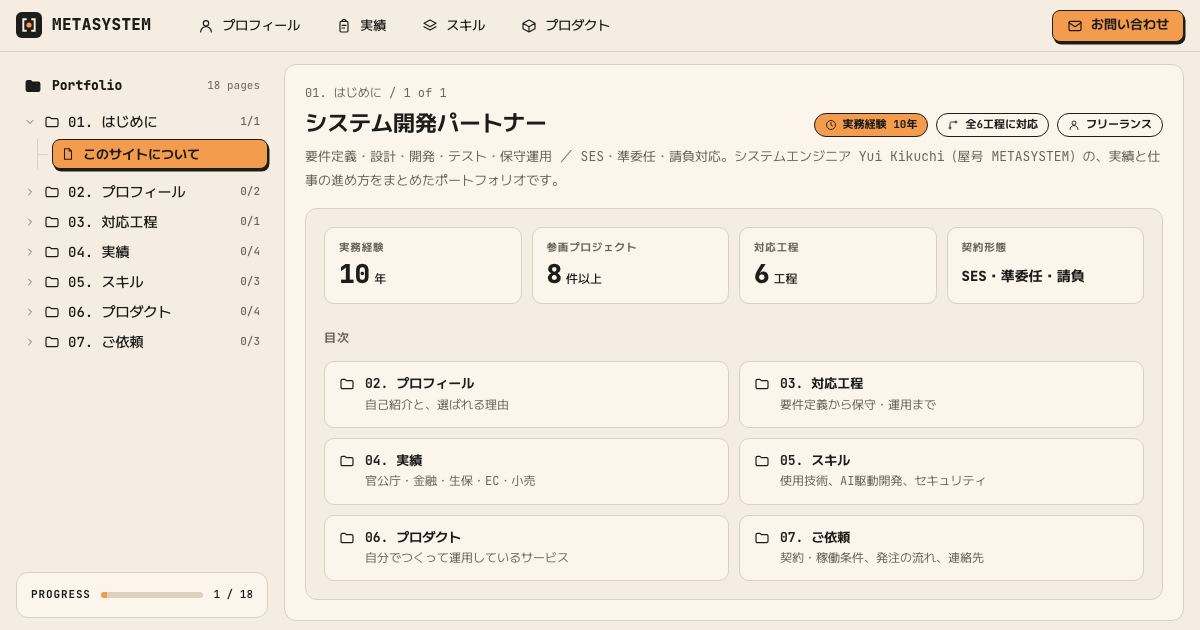 METASYSTEM
プロフィール
実績
スキル
プロダクト
お問い合わせ
Portfolio
18 pages
01. はじめに
1/1
このサイトについて
02. プロフィール
0/2
03. 対応工程
0/1
04. 実績
0/4
05. スキル
0/3
06. プロダクト
0/4
07. ご依頼
0/3
PROGRESS
1 / 18
01. はじめに / 1 of 1
システム開発パートナー
実務経験 10年
全6工程に対応
フリーランス
要件定義・設計・開発・テスト・保守運用 ／ SES・準委任・請負対応。システムエンジニア Yui Kikuchi（屋号 METASYSTEM）の、実績と仕
事の進め方をまとめたポートフォリオです。
実務経験
10 年
参画プロジェクト
8 件以上
対応工程
6 工程
契約形態
SES・準委任・請負
目次
02. プロフィール
自己紹介と、選ばれる理由
03. 対応工程
要件定義から保守・運用まで
04. 実績
官公庁・金融・生保・EC・小売
05. スキル
使用技術、AI駆動開発、セキュリティ
06. プロダクト
自分でつくって運用しているサービス
07. ご依頼
契約・稼働条件、発注の流れ、連絡先